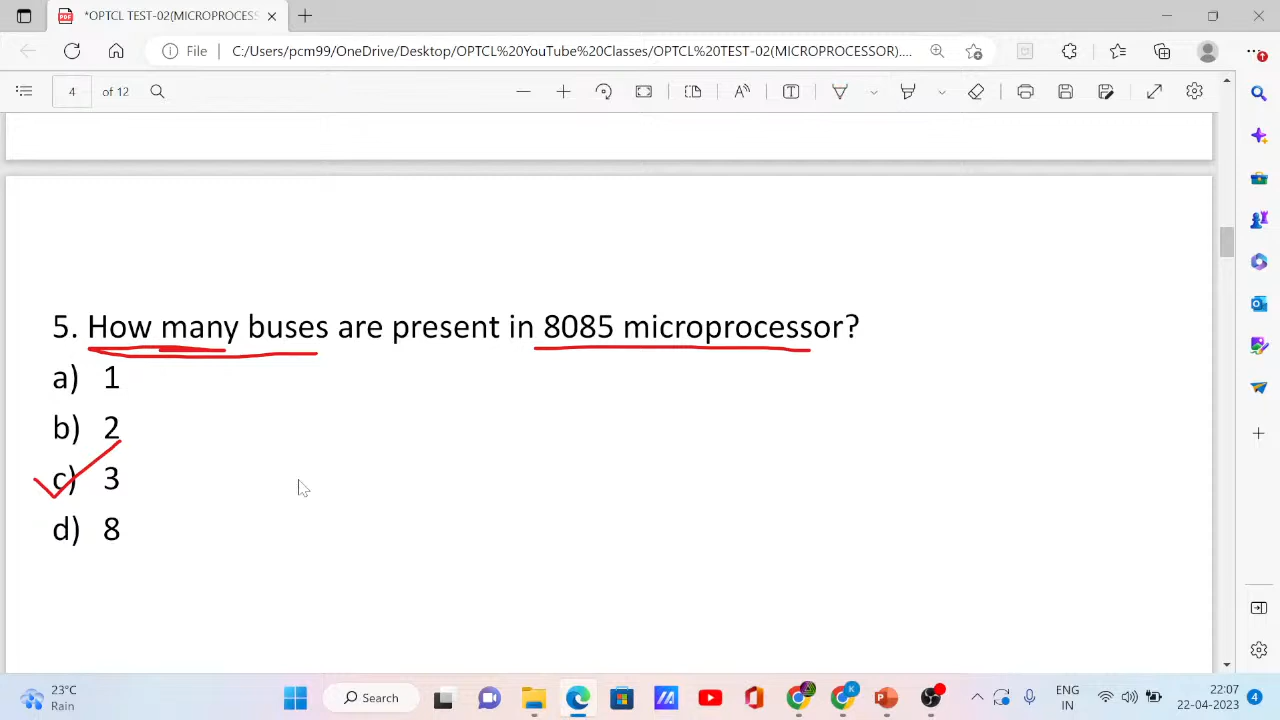 *OPTCL TEST-02(MICROPROCESS
File
C:/Users/pcm99/OneDrive/Desktop/OPTCL%20YouTube%20Classes/OPTCL%20TEST-02(MICROPROCESSOR)....
4 of 12
5. How many buses are present in 8085 microprocessor?
a) 1
b) 2
c) 3
d) 8
23°C
Rain
Search
ENG
IN
22:07
22-04-2023
4